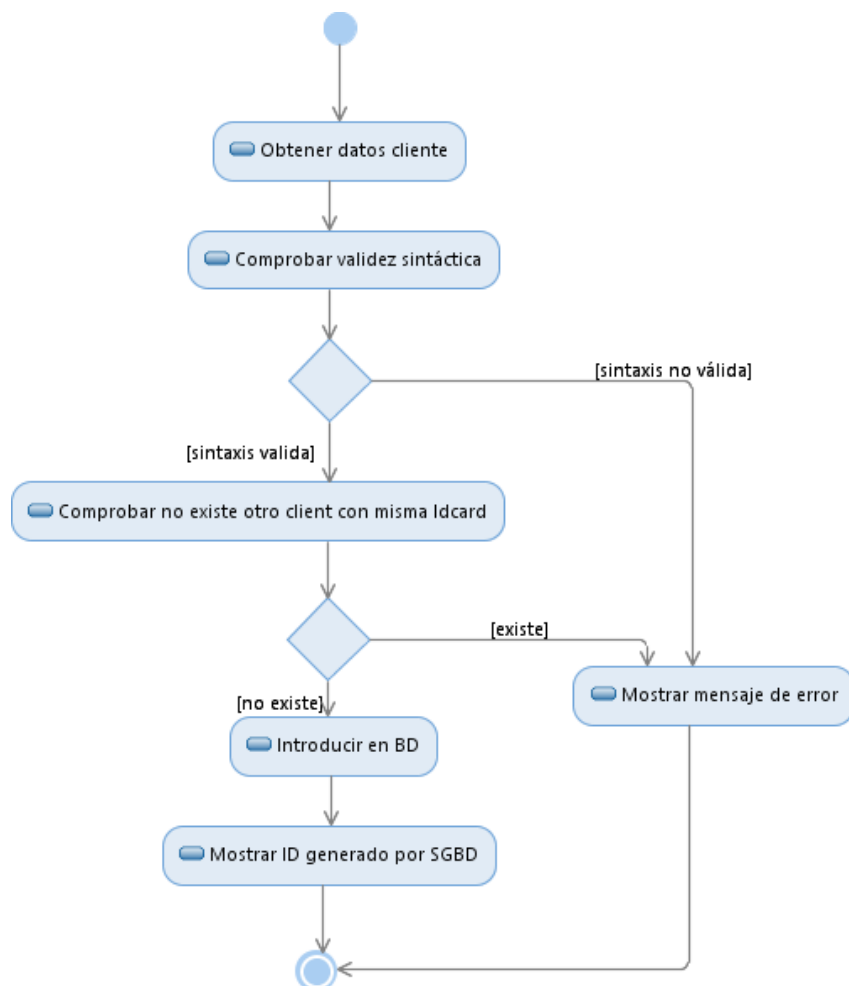 Obtener datos cliente
Comprobar validez sintáctica
[sintaxis no válida]
[sintaxis valida]
Comprobar no existe otro client con misma Idcard
[existe]
Mostrar mensaje de error
[no existe]
Introducir en BD
Mostrar ID generado por SGBD